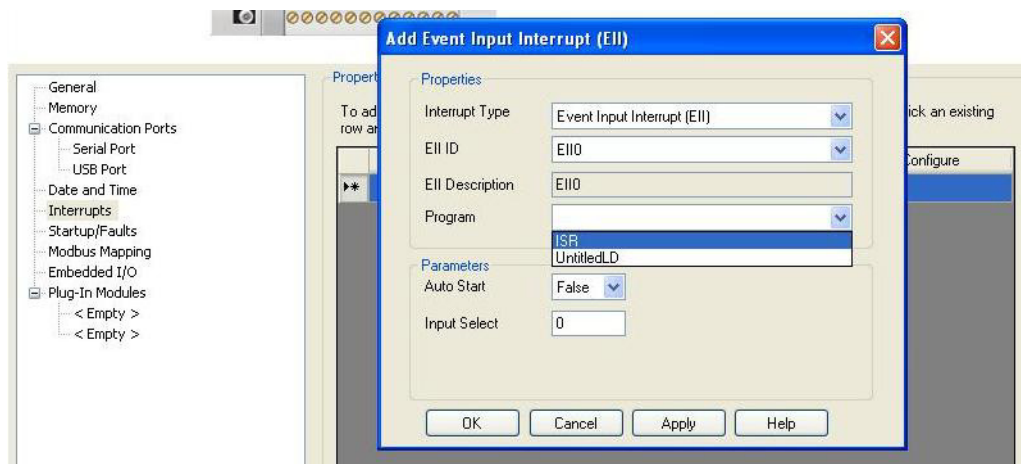 Add Event Input Interrupt (EII)
General
Memory
Communication Ports
Serial Port
USB Port
Date and Time
Interrupts
Startup/Faults
Modbus Mapping
Embedded I/O
Plug-In Modules
< Empty >
< Empty >
Propert
To ad
row ar
ick an existing
Configure
Properties
Interrupt Type
Event Input Interrupt (EII)
EII ID
EII0
EII Description
EII0
Program
ISR
UntitledLD
Parameters
Auto Start
False
Input Select
0
OK
Cancel
Apply
Help